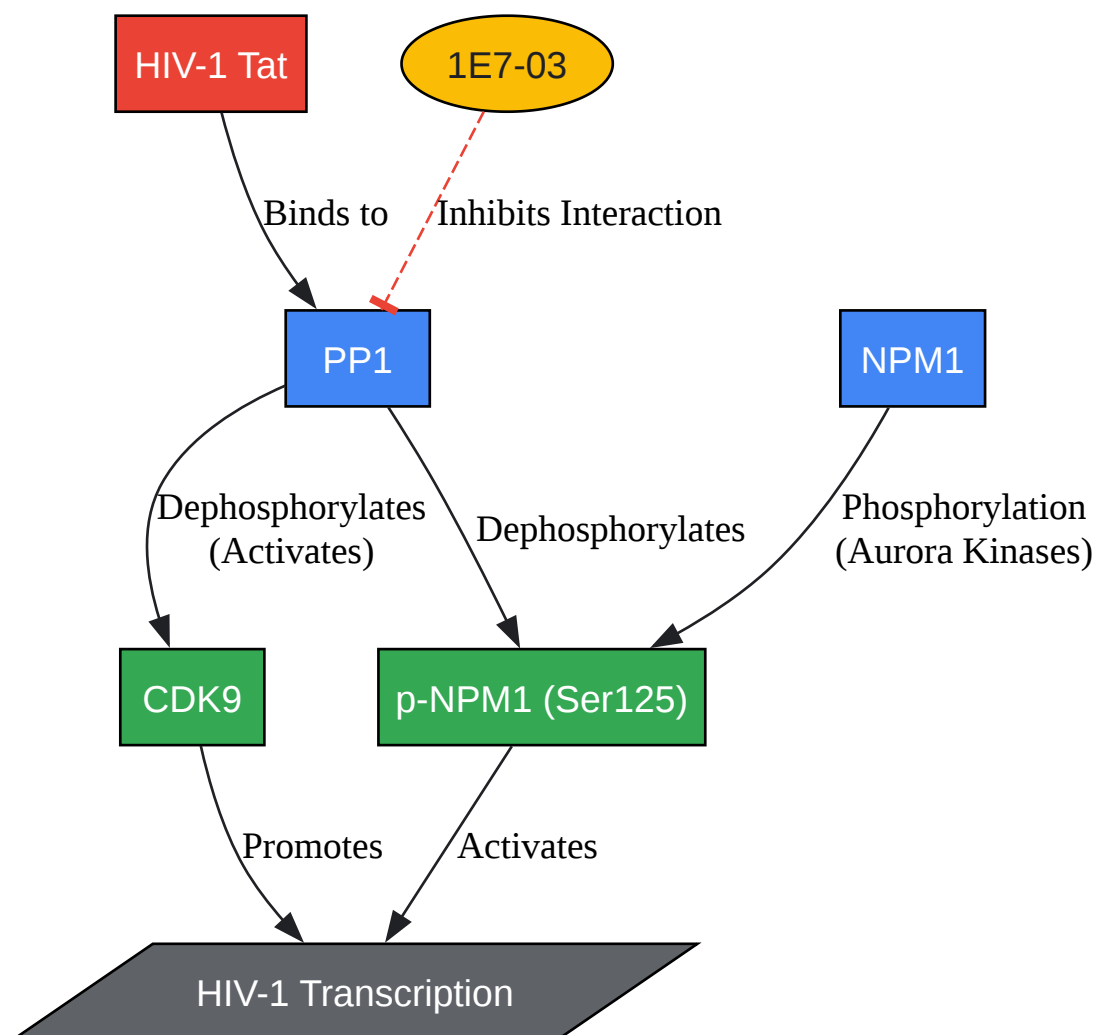 HIV-1 Tat
1E7-03
Binds to
Inhibits Interaction
PP1
NPM1
Dephosphorylates
(Activates)
Dephosphorylates
Phosphorylation
(Aurora Kinases)
CDK9
p-NPM1 (Ser125)
Promotes
Activates
HIV-1 Transcription